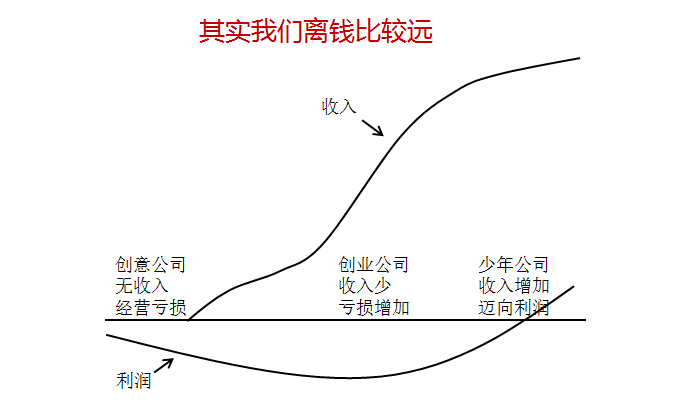 其实我们离钱比较远
收入
创意公司
无收入
经营亏损
创业公司
收入少
亏损增加
少年公司
收入增加
迈向利润
利润